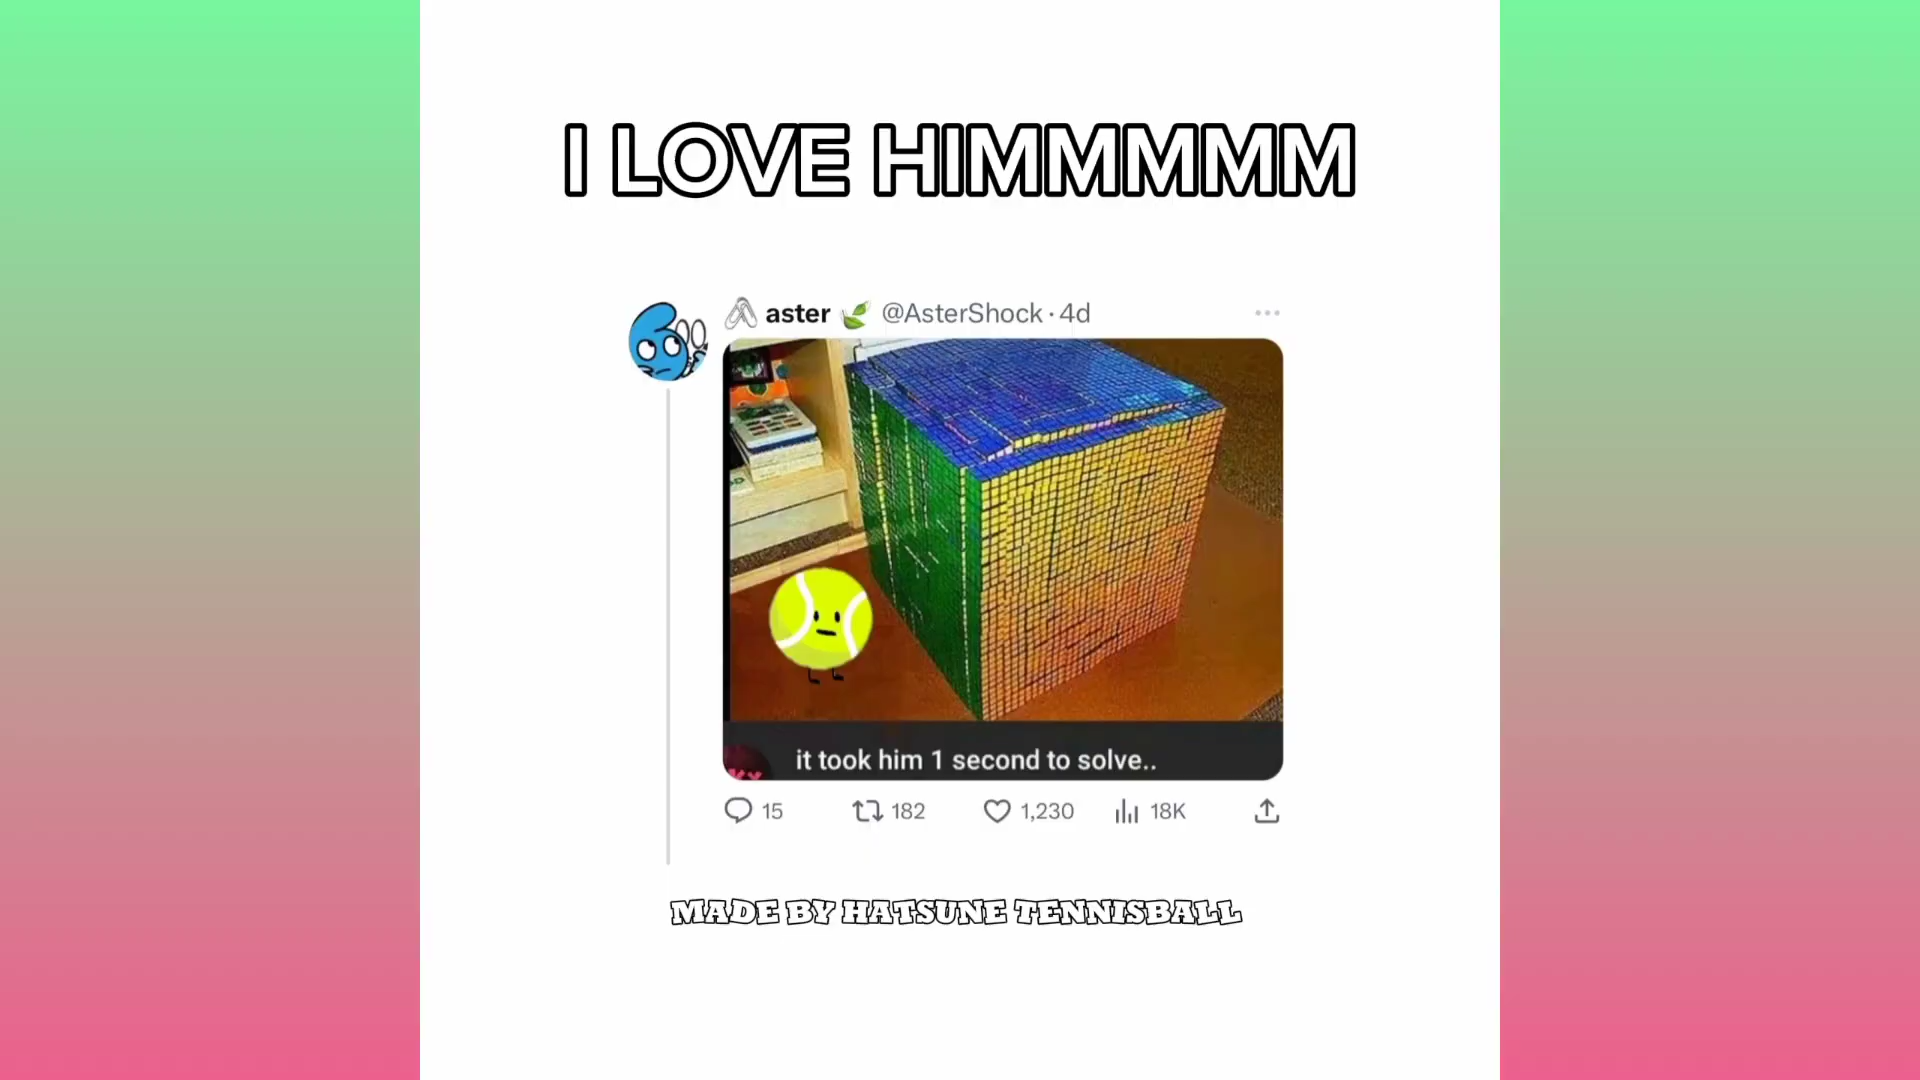 I LOVE HIMMMMM
aster @AsterShock · 4d
it took him 1 second to solve..
15 182 1,230 18K
MADE BY HATSUNE TENNISBALL